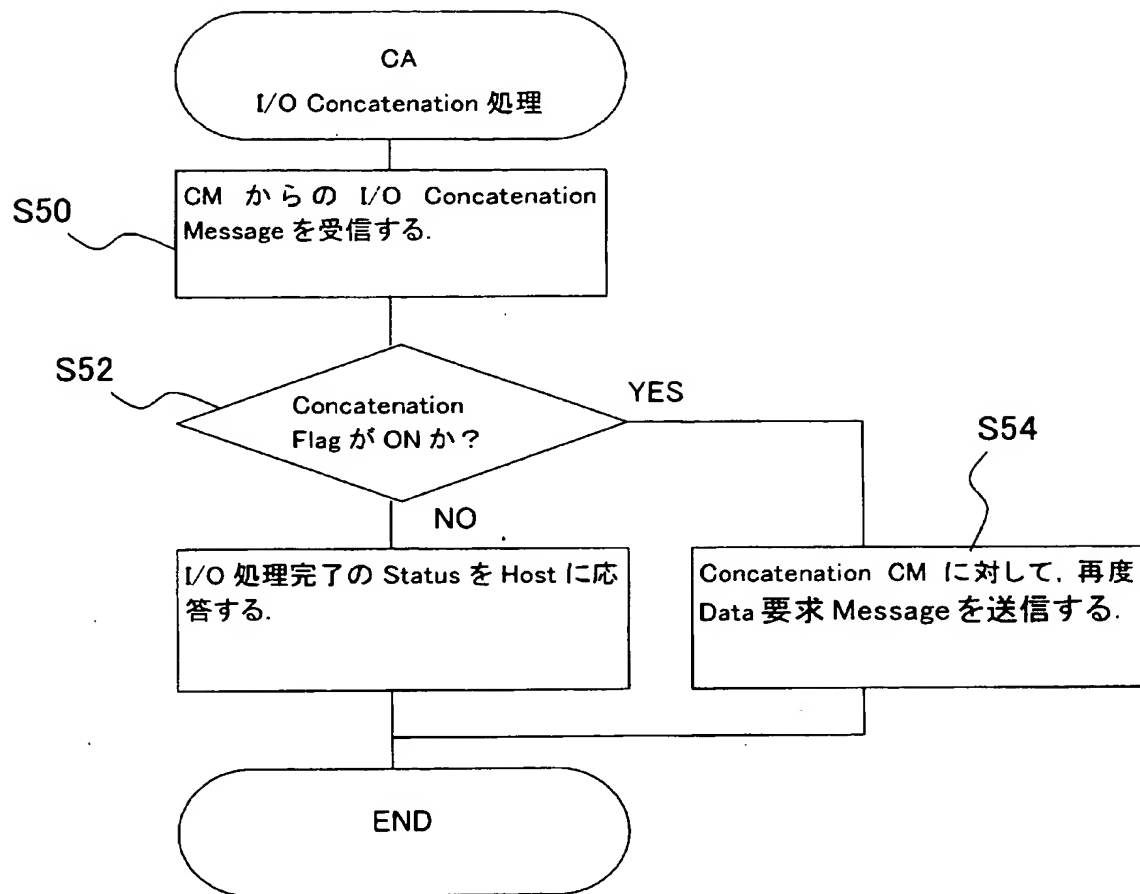 CA
I/O Concatenation 処理
S50
CM からの I/O Concatenation
Message を受信する.
S52
Concatenation
Flag が ON か？
YES
S54
NO
I/O 処理完了の Status を Host に応
答する.
Concatenation CM に対して, 再度
Data 要求 Message を送信する.
END